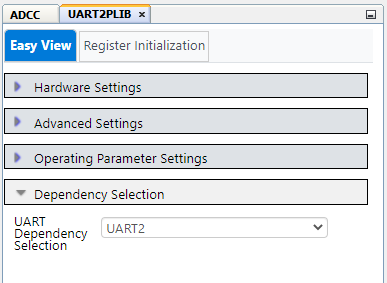 ADCC UART2PLIB ×
Easy View Register Initialization
Hardware Settings
Advanced Settings
Operating Parameter Settings
Dependency Selection
UART
Dependency
Selection
UART2